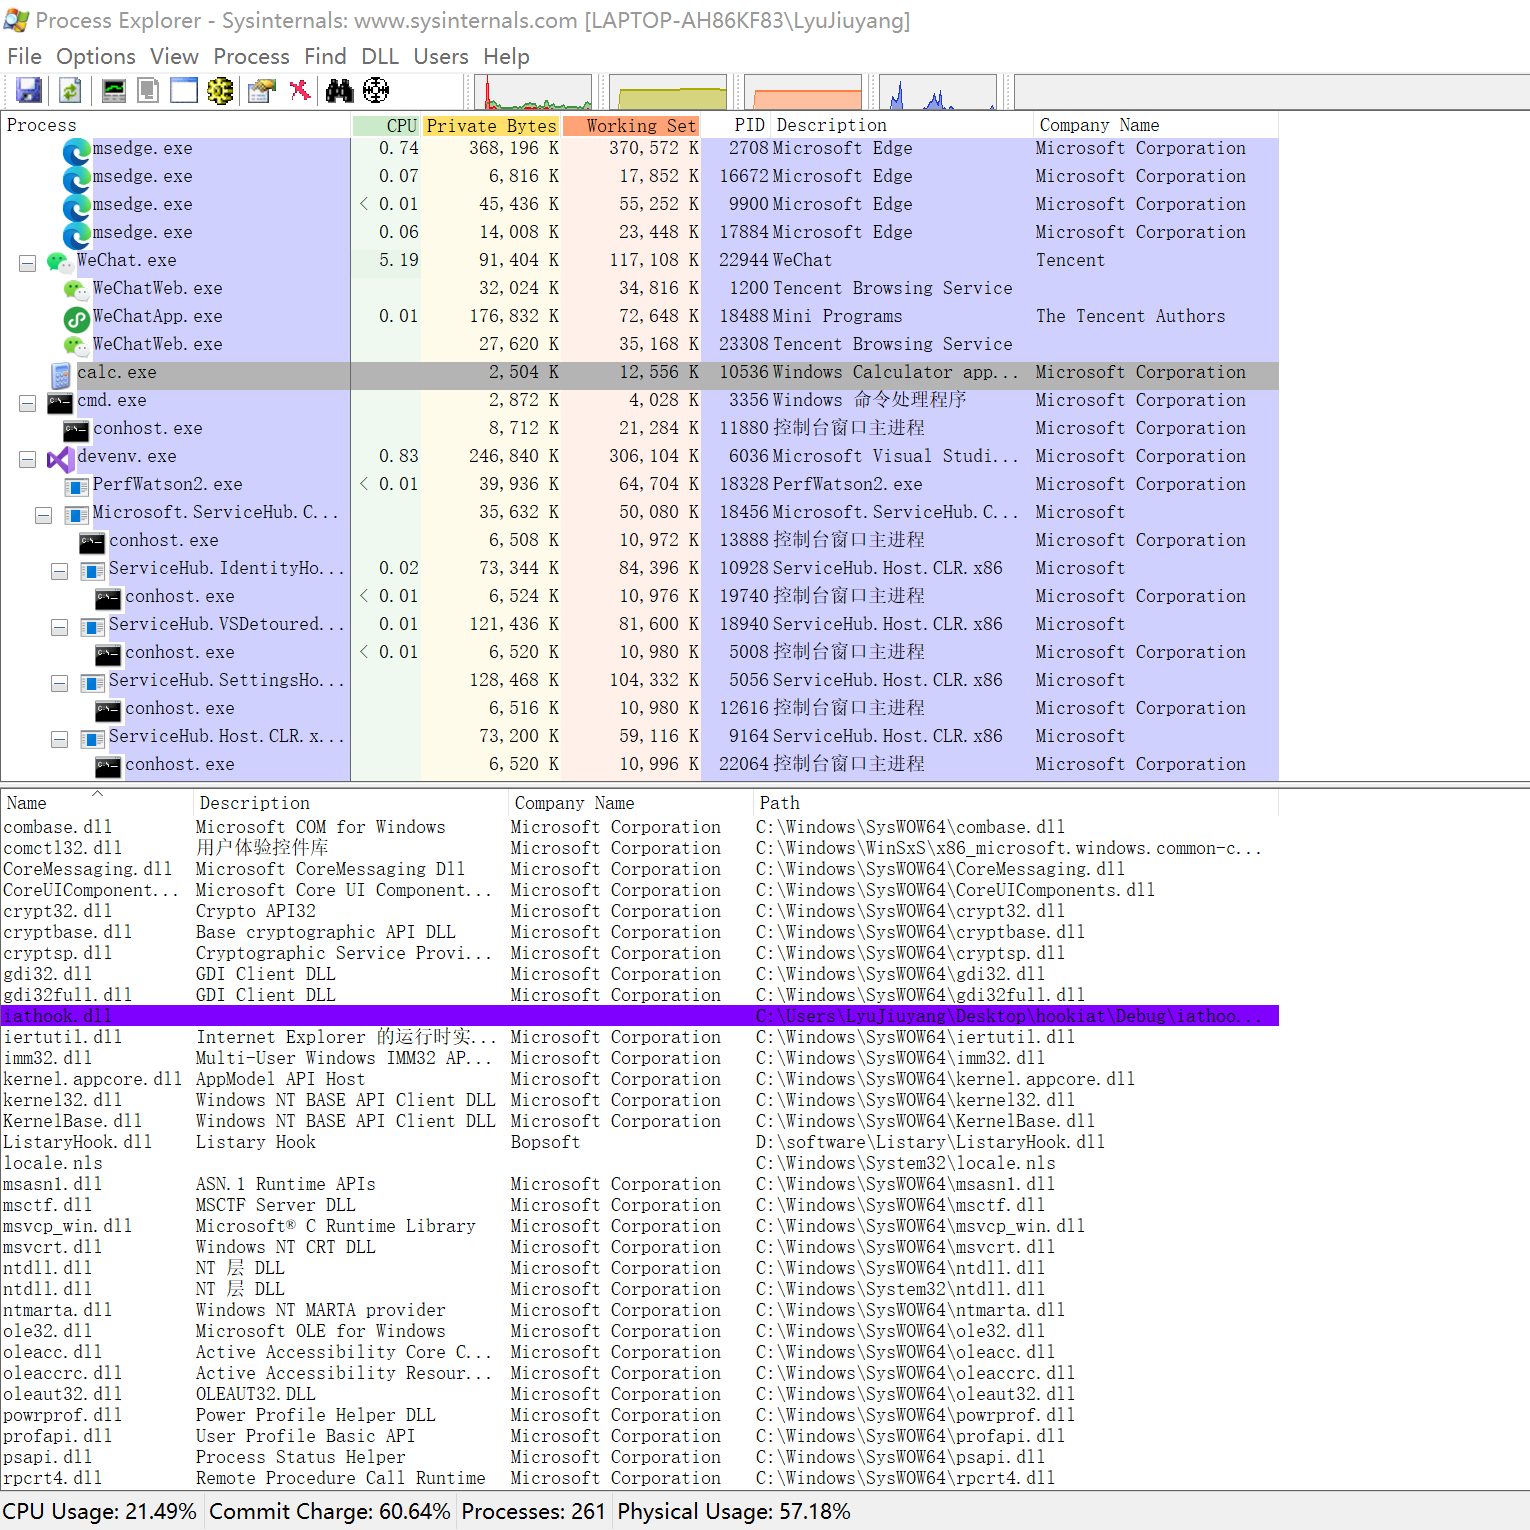 Process Explorer - Sysinternals: www.sysinternals.com [LAPTOP-AH86KF83\LyuJiuyang]
File Options View Process Find DLL Users Help
Process CPU Private Bytes Working Set PID Description Company Name
msedge.exe 0.74 368,196 K 370,572 K 2708 Microsoft Edge Microsoft Corporation
msedge.exe 0.07 6,816 K 17,852 K 16672 Microsoft Edge Microsoft Corporation
msedge.exe < 0.01 45,436 K 55,252 K 9900 Microsoft Edge Microsoft Corporation
msedge.exe 0.06 14,008 K 23,448 K 17884 Microsoft Edge Microsoft Corporation
WeChat.exe 5.19 91,404 K 117,108 K 22944 WeChat Tencent
WeChatWeb.exe 32,024 K 34,816 K 1200 Tencent Browsing Service
WeChatApp.exe 0.01 176,832 K 72,648 K 18488 Mini Programs The Tencent Authors
WeChatWeb.exe 27,620 K 35,168 K 23308 Tencent Browsing Service
calc.exe 2,504 K 12,556 K 10536 Windows Calculator app... Microsoft Corporation
cmd.exe 2,872 K 4,028 K 3356 Windows 命令处理程序 Microsoft Corporation
conhost.exe 8,712 K 21,284 K 11880 控制台窗口主进程 Microsoft Corporation
devenv.exe 0.83 246,840 K 306,104 K 6036 Microsoft Visual Studi... Microsoft Corporation
PerfWatson2.exe < 0.01 39,936 K 64,704 K 18328 PerfWatson2.exe Microsoft Corporation
Microsoft.ServiceHub.C... 35,632 K 50,080 K 18456 Microsoft.ServiceHub.C... Microsoft
conhost.exe 6,508 K 10,972 K 13888 控制台窗口主进程 Microsoft Corporation
ServiceHub.IdentityHo... 0.02 73,344 K 84,396 K 10928 ServiceHub.Host.CLR.x86 Microsoft
conhost.exe < 0.01 6,524 K 10,976 K 19740 控制台窗口主进程 Microsoft Corporation
ServiceHub.VSDetoured... 0.01 121,436 K 81,600 K 18940 ServiceHub.Host.CLR.x86 Microsoft
conhost.exe < 0.01 6,520 K 10,980 K 5008 控制台窗口主进程 Microsoft Corporation
ServiceHub.SettingsHo... 128,468 K 104,332 K 5056 ServiceHub.Host.CLR.x86 Microsoft
conhost.exe 6,516 K 10,980 K 12616 控制台窗口主进程 Microsoft Corporation
ServiceHub.Host.CLR.x... 73,200 K 59,116 K 9164 ServiceHub.Host.CLR.x86 Microsoft
conhost.exe 6,520 K 10,996 K 22064 控制台窗口主进程 Microsoft Corporation
Name Description Company Name Path
combase.dll Microsoft COM for Windows Microsoft Corporation C:\Windows\SysWOW64\combase.dll
comctl32.dll 用户体验控件库 Microsoft Corporation C:\Windows\WinSxS\x86_microsoft.windows.common-c...
CoreMessaging.dll Microsoft CoreMessaging Dll Microsoft Corporation C:\Windows\SysWOW64\CoreMessaging.dll
CoreUIComponent... Microsoft Core UI Component... Microsoft Corporation C:\Windows\SysWOW64\CoreUIComponents.dll
crypt32.dll Crypto API32 Microsoft Corporation C:\Windows\SysWOW64\crypt32.dll
cryptbase.dll Base cryptographic API DLL Microsoft Corporation C:\Windows\SysWOW64\cryptbase.dll
cryptsp.dll Cryptographic Service Provi... Microsoft Corporation C:\Windows\SysWOW64\cryptsp.dll
gdi32.dll GDI Client DLL Microsoft Corporation C:\Windows\SysWOW64\gdi32.dll
gdi32full.dll GDI Client DLL Microsoft Corporation C:\Windows\SysWOW64\gdi32full.dll
iathook.dll C:\Users\LyuJiuyang\Desktop\hookiat\Debug\iathoo...
iertutil.dll Internet Explorer 的运行时实... Microsoft Corporation C:\Windows\SysWOW64\iertutil.dll
imm32.dll Multi-User Windows IMM32 AP... Microsoft Corporation C:\Windows\SysWOW64\imm32.dll
kernel.appcore.dll AppModel API Host Microsoft Corporation C:\Windows\SysWOW64\kernel.appcore.dll
kernel32.dll Windows NT BASE API Client DLL Microsoft Corporation C:\Windows\SysWOW64\kernel32.dll
KernelBase.dll Windows NT BASE API Client DLL Microsoft Corporation C:\Windows\SysWOW64\KernelBase.dll
ListaryHook.dll Listary Hook Bopsoft D:\software\Listary\ListaryHook.dll
locale.nls C:\Windows\System32\locale.nls
msasn1.dll ASN.1 Runtime APIs Microsoft Corporation C:\Windows\SysWOW64\msasn1.dll
msctf.dll MSCTF Server DLL Microsoft Corporation C:\Windows\SysWOW64\msctf.dll
msvcp_win.dll Microsoft® C Runtime Library Microsoft Corporation C:\Windows\SysWOW64\msvcp_win.dll
msvcrt.dll Windows NT CRT DLL Microsoft Corporation C:\Windows\SysWOW64\msvcrt.dll
ntdll.dll NT 层 DLL Microsoft Corporation C:\Windows\SysWOW64\ntdll.dll
ntdll.dll NT 层 DLL Microsoft Corporation C:\Windows\System32\ntdll.dll
ntmarta.dll Windows NT MARTA provider Microsoft Corporation C:\Windows\SysWOW64\ntmarta.dll
ole32.dll Microsoft OLE for Windows Microsoft Corporation C:\Windows\SysWOW64\ole32.dll
oleacc.dll Active Accessibility Core C... Microsoft Corporation C:\Windows\SysWOW64\oleacc.dll
oleaccrc.dll Active Accessibility Resour... Microsoft Corporation C:\Windows\SysWOW64\oleaccrc.dll
oleaut32.dll OLEAUT32.DLL Microsoft Corporation C:\Windows\SysWOW64\oleaut32.dll
powrprof.dll Power Profile Helper DLL Microsoft Corporation C:\Windows\SysWOW64\powrprof.dll
profapi.dll User Profile Basic API Microsoft Corporation C:\Windows\SysWOW64\profapi.dll
psapi.dll Process Status Helper Microsoft Corporation C:\Windows\SysWOW64\psapi.dll
rpcrt4.dll Remote Procedure Call Runtime Microsoft Corporation C:\Windows\SysWOW64\rpcrt4.dll
CPU Usage: 21.49% Commit Charge: 60.64% Processes: 261 Physical Usage: 57.18%